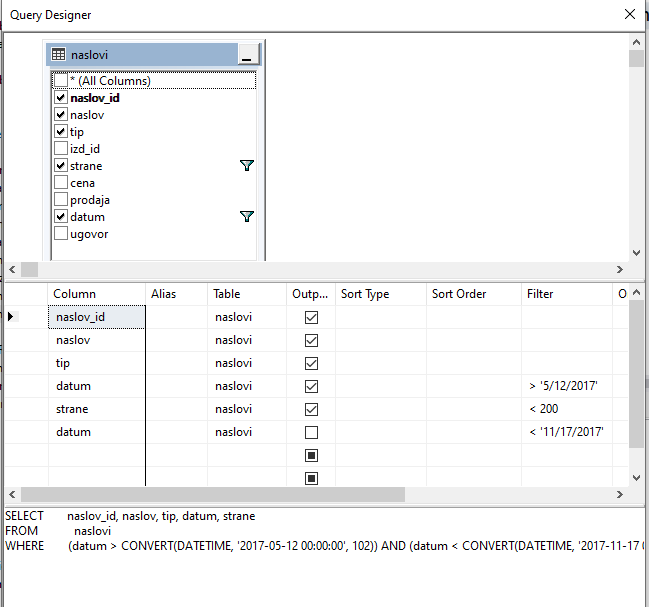 Query Designer
naslovi
* (All Columns)
naslov_id
naslov
tip
izd_id
strane
cena
prodaja
datum
ugovor
Column Alias Table Outp... Sort Type Sort Order Filter O
naslov_id naslovi
naslov naslovi
tip naslovi
datum naslovi > '5/12/2017'
strane naslovi < 200
datum naslovi < '11/17/2017'
SELECT naslov_id, naslov, tip, datum, strane
FROM naslovi
WHERE (datum > CONVERT(DATETIME, '2017-05-12 00:00:00', 102)) AND (datum < CONVERT(DATETIME, '2017-11-17